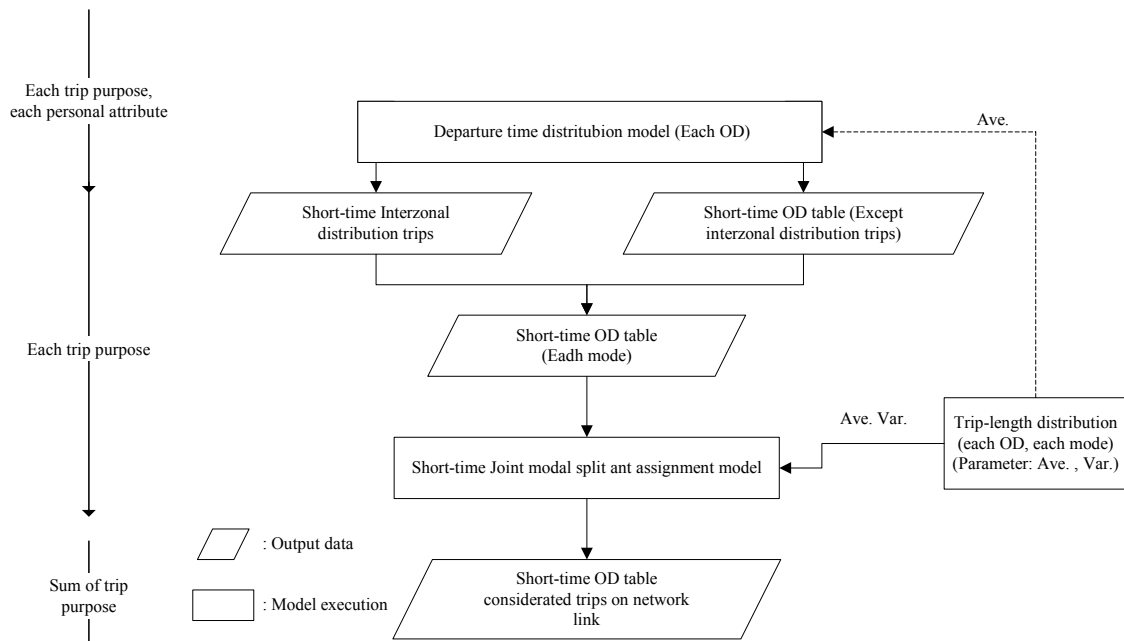 Each trip purpose,
each personal attribute
Departure time distritubion model (Each OD)
Ave.
Short-time Interzonal
distribution trips
Short-time OD table (Except
interzonal distribution trips)
Each trip purpose
Short-time OD table
(Eadh mode)
Ave. Var.
Trip-length distribution
(each OD, each mode)
(Parameter: Ave. , Var.)
Short-time Joint modal split ant assignment model
: Output data
: Model execution
Sum of trip
purpose
Short-time OD table
considerated trips on network
link